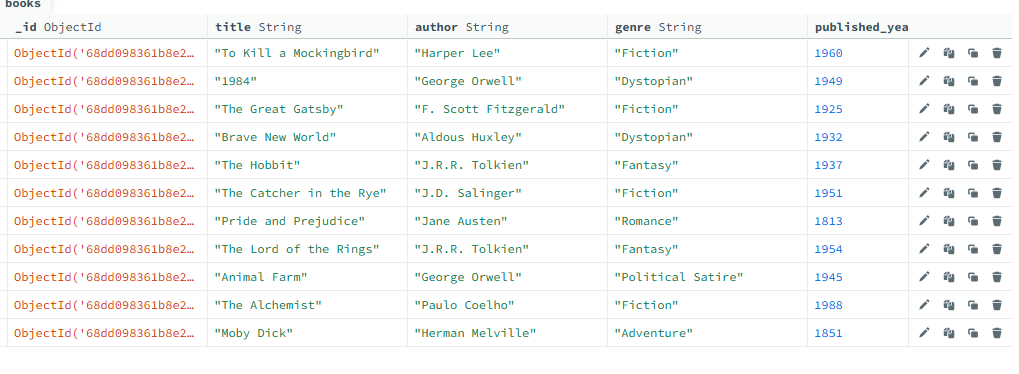 books
_id ObjectId title String author String genre String published_yea
ObjectId('68dd098361b8e2… "To Kill a Mockingbird" "Harper Lee" "Fiction" 1960
ObjectId('68dd098361b8e2… "1984" "George Orwell" "Dystopian" 1949
ObjectId('68dd098361b8e2… "The Great Gatsby" "F. Scott Fitzgerald" "Fiction" 1925
ObjectId('68dd098361b8e2… "Brave New World" "Aldous Huxley" "Dystopian" 1932
ObjectId('68dd098361b8e2… "The Hobbit" "J.R.R. Tolkien" "Fantasy" 1937
ObjectId('68dd098361b8e2… "The Catcher in the Rye" "J.D. Salinger" "Fiction" 1951
ObjectId('68dd098361b8e2… "Pride and Prejudice" "Jane Austen" "Romance" 1813
ObjectId('68dd098361b8e2… "The Lord of the Rings" "J.R.R. Tolkien" "Fantasy" 1954
ObjectId('68dd098361b8e2… "Animal Farm" "George Orwell" "Political Satire" 1945
ObjectId('68dd098361b8e2… "The Alchemist" "Paulo Coelho" "Fiction" 1988
ObjectId('68dd098361b8e2… "Moby Dick" "Herman Melville" "Adventure" 1851